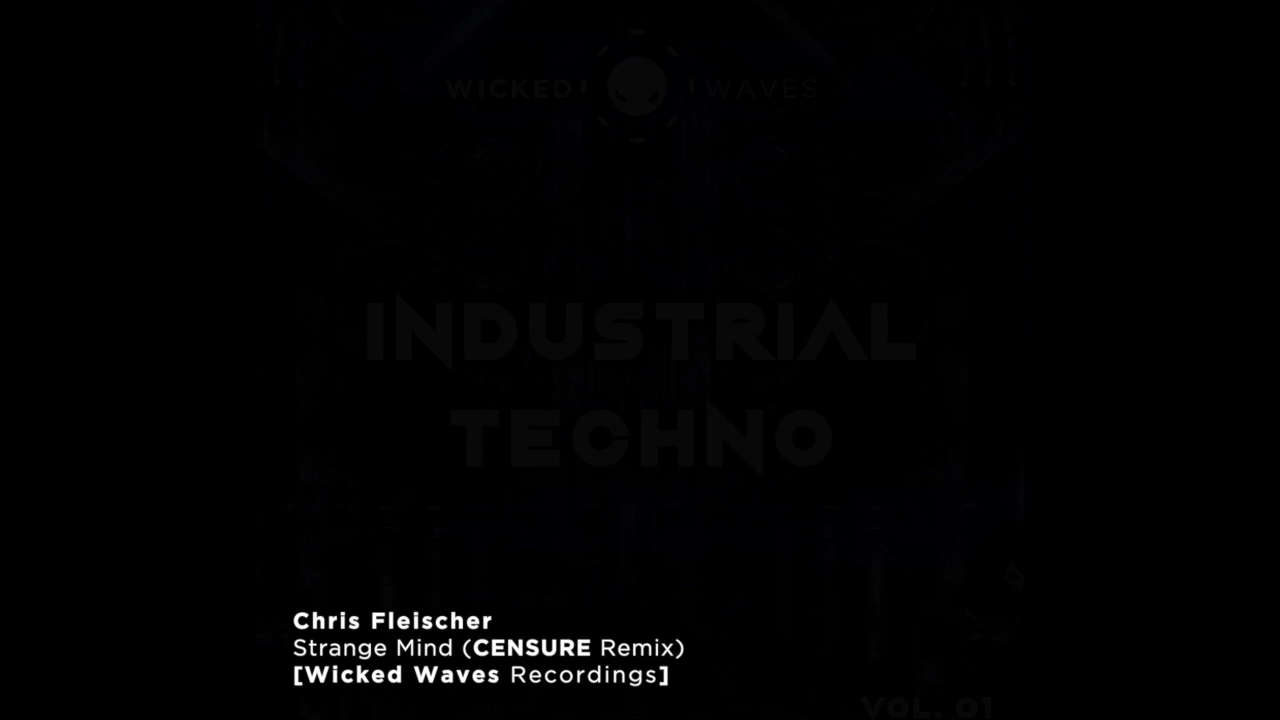 WICKED WAVES
INDUSTRIAL
TECHNO
Chris Fleischer
Strange Mind (CENSURE Remix)
[Wicked Waves Recordings]
VOL. 01